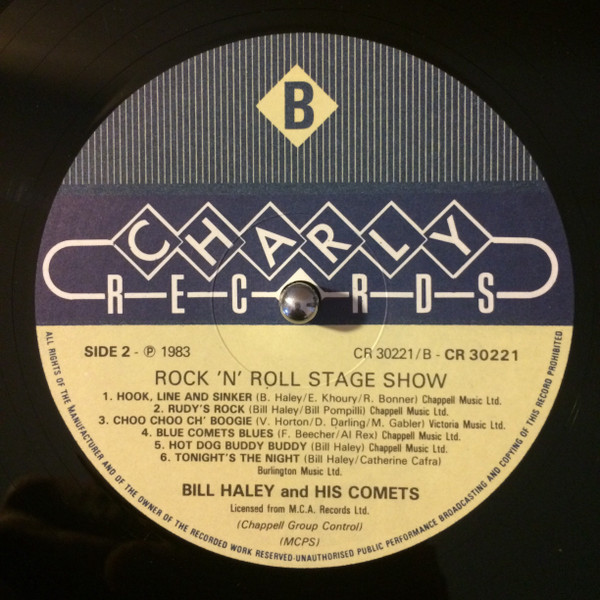 B
CHARLY
RECORDS
SIDE 2 - ℗ 1983
CR 30221/B - CR 30221
ROCK 'N' ROLL STAGE SHOW
1. HOOK, LINE AND SINKER (B. Haley/E. Khoury/R. Bonner) Chappell Music Ltd.
2. RUDY'S ROCK (Bill Haley/Bill Pompilli) Chappell Music Ltd.
3. CHOO CHOO CH' BOOGIE (V. Horton/D. Darling/M. Gabler) Victoria Music Ltd.
4. BLUE COMETS BLUES (F. Beecher/Al Rex) Chappell Music Ltd.
5. HOT DOG BUDDY BUDDY (Bill Haley) Chappell Music Ltd.
6. TONIGHT'S THE NIGHT (Bill Haley/Catherine Cafra)
Burlington Music Ltd.
BILL HALEY and HIS COMETS
Licensed from M.C.A. Records Ltd.
(Chappell Group Control)
(MCPS)
ALL RIGHTS OF THE MANUFACTURER AND OF THE OWNER OF THE RECORDED WORK RESERVED·UNAUTHORISED PUBLIC PERFORMANCE BROADCASTING AND COPYING OF THIS RECORD PROHIBITED